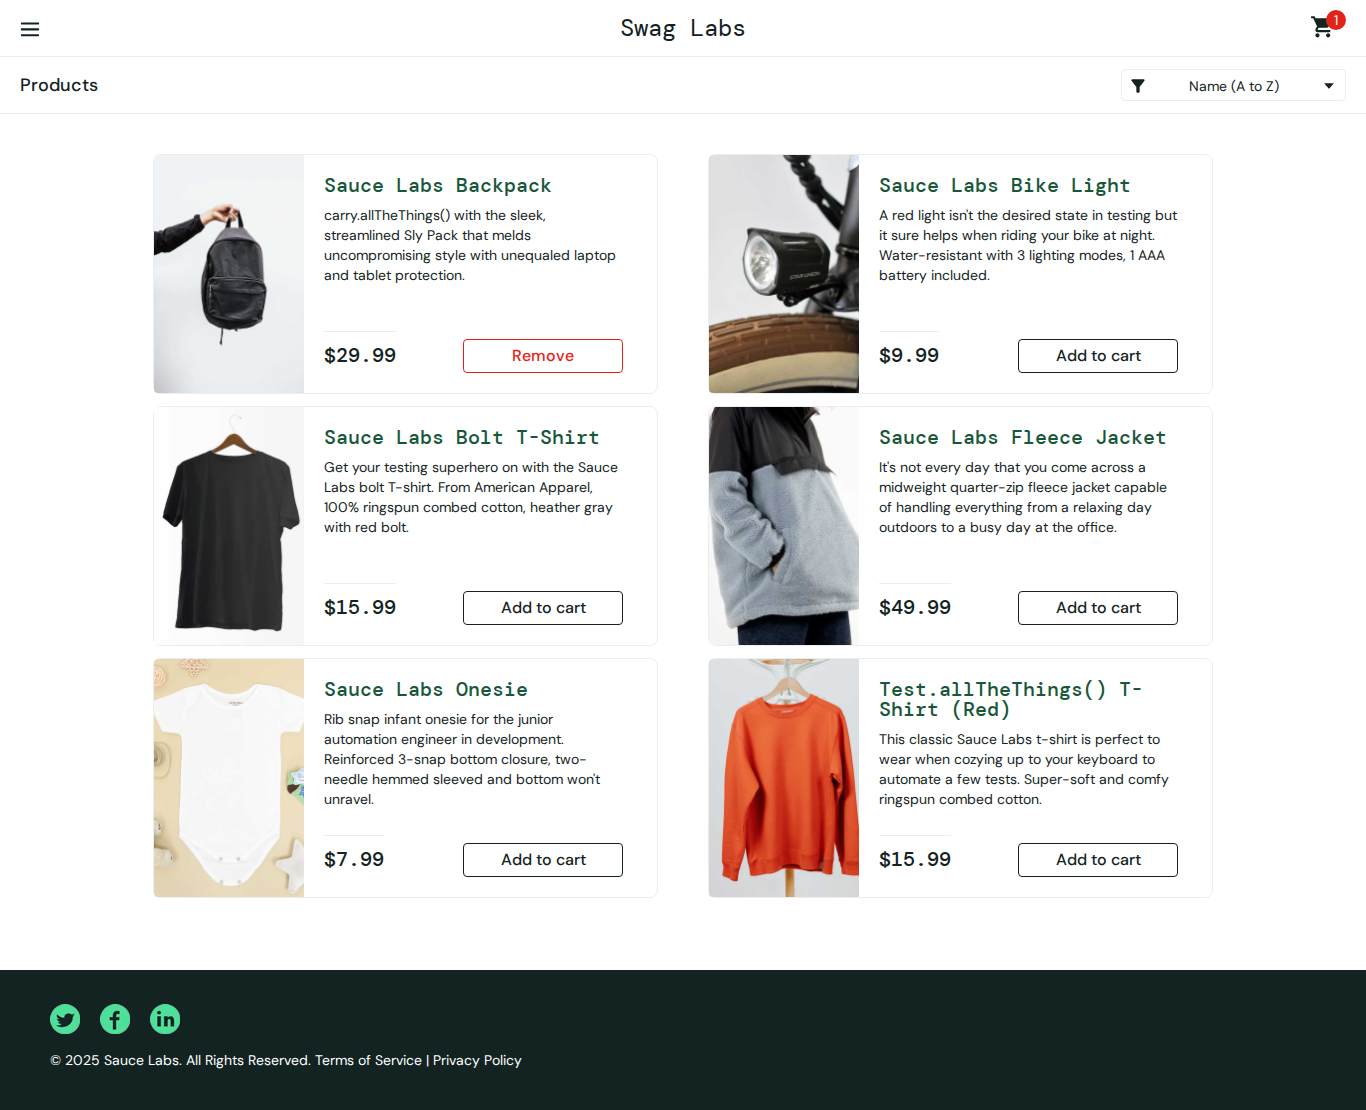 Swag Labs
1
Products
Name (A to Z)
Sauce Labs Backpack
carry.allTheThings() with the sleek,
streamlined Sly Pack that melds
uncompromising style with unequaled laptop
and tablet protection.
$29.99
Remove
Sauce Labs Bike Light
A red light isn't the desired state in testing but
it sure helps when riding your bike at night.
Water-resistant with 3 lighting modes, 1 AAA
battery included.
$9.99
Add to cart
Sauce Labs Bolt T-Shirt
Get your testing superhero on with the Sauce
Labs bolt T-shirt. From American Apparel,
100% ringspun combed cotton, heather gray
with red bolt.
$15.99
Add to cart
Sauce Labs Fleece Jacket
It's not every day that you come across a
midweight quarter-zip fleece jacket capable
of handling everything from a relaxing day
outdoors to a busy day at the office.
$49.99
Add to cart
Sauce Labs Onesie
Rib snap infant onesie for the junior
automation engineer in development.
Reinforced 3-snap bottom closure, two-
needle hemmed sleeved and bottom won't
unravel.
$7.99
Add to cart
Test.allTheThings() T-
Shirt (Red)
This classic Sauce Labs t-shirt is perfect to
wear when cozying up to your keyboard to
automate a few tests. Super-soft and comfy
ringspun combed cotton.
$15.99
Add to cart
© 2025 Sauce Labs. All Rights Reserved. Terms of Service | Privacy Policy